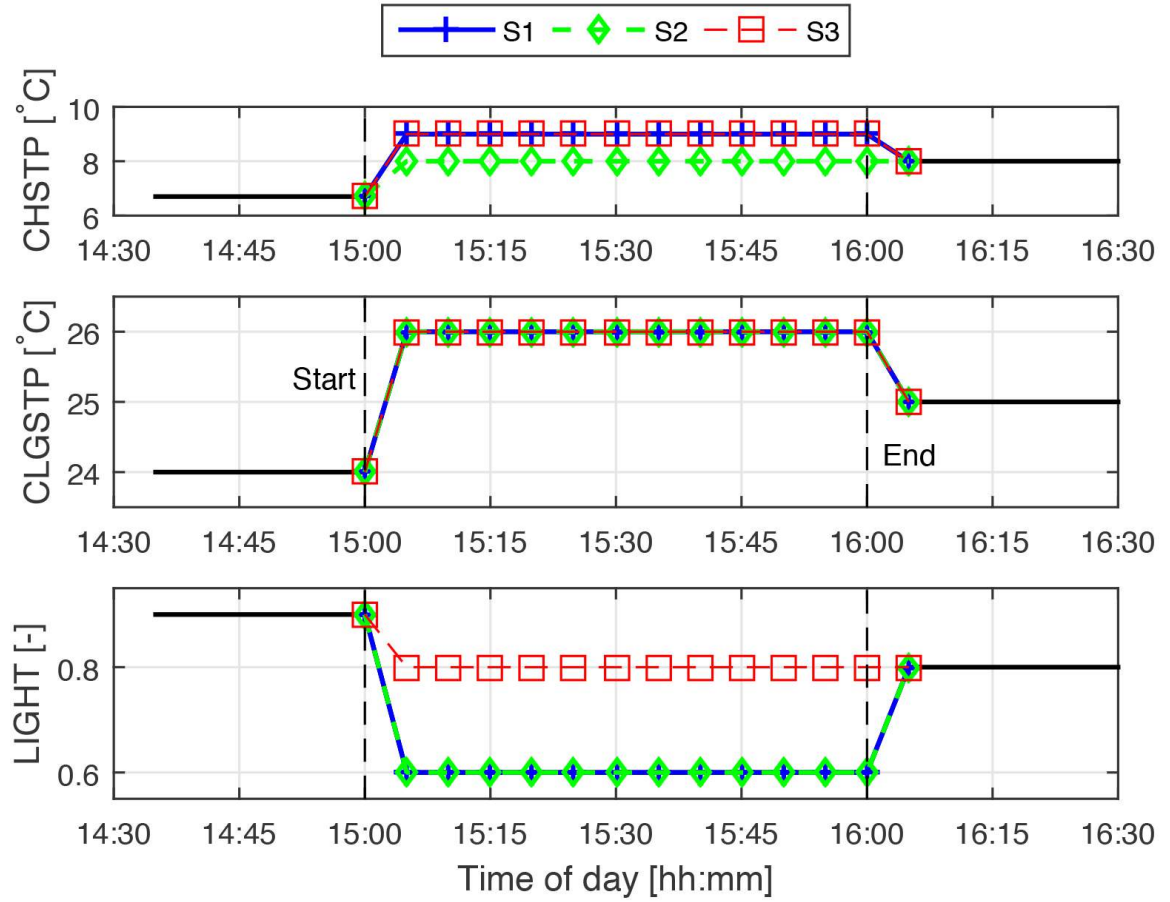 S1 S2 S3
CHSTP [°C]
10
8
6
14:30 14:45 15:00 15:15 15:30 15:45 16:00 16:15 16:30
CLGSTP [°C]
26
Start
25
End
24
14:30 14:45 15:00 15:15 15:30 15:45 16:00 16:15 16:30
LIGHT [-]
0.8
0.6
14:30 14:45 15:00 15:15 15:30 15:45 16:00 16:15 16:30
Time of day [hh:mm]